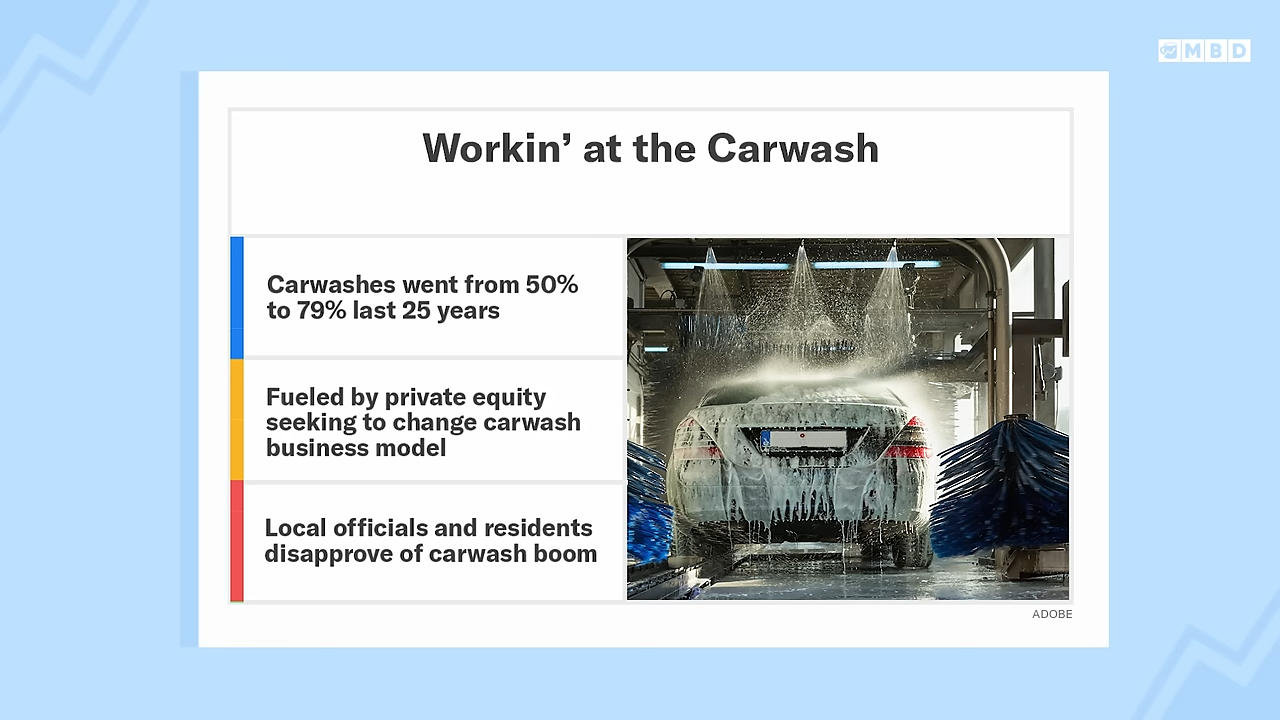 MBD
Workin’ at the Carwash
Carwashes went from 50%
to 79% last 25 years
Fueled by private equity
seeking to change carwash
business model
Local officials and residents
disapprove of carwash boom
ADOBE